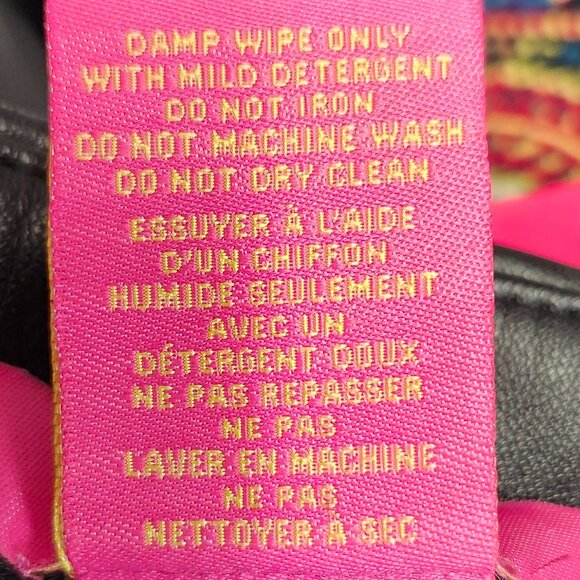 DAMP WIPE ONLY
WITH MILD DETERGENT
DO NOT IRON
DO NOT MACHINE WASH
DO NOT DRY CLEAN
ESSUYER À L'AIDE
D'UN CHIFFON
HUMIDE SEULEMENT
AVEC UN
DÉTERGENT DOUX
NE PAS REPASSER
NE PAS
LAVER EN MACHINE
NE PAS
NETTOYER À SEC